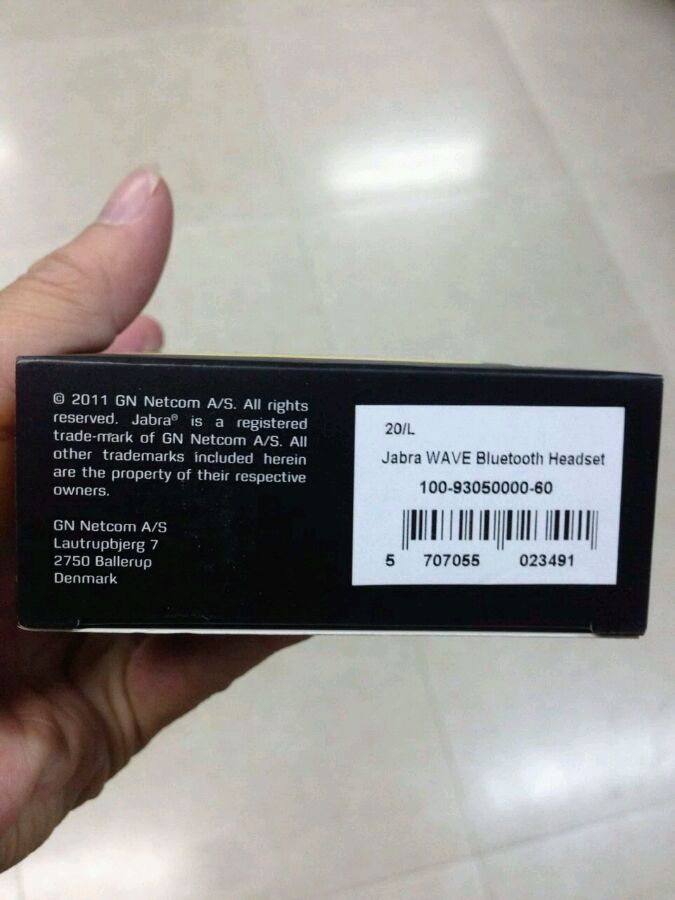 © 2011 GN Netcom A/S. All rights
reserved. Jabra® is a registered
trade-mark of GN Netcom A/S. All
other trademarks included herein
are the property of their respective
owners.
GN Netcom A/S
Lautrupbjerg 7
2750 Ballerup
Denmark
20/L
Jabra WAVE Bluetooth Headset
100-93050000-60
5 707055 023491